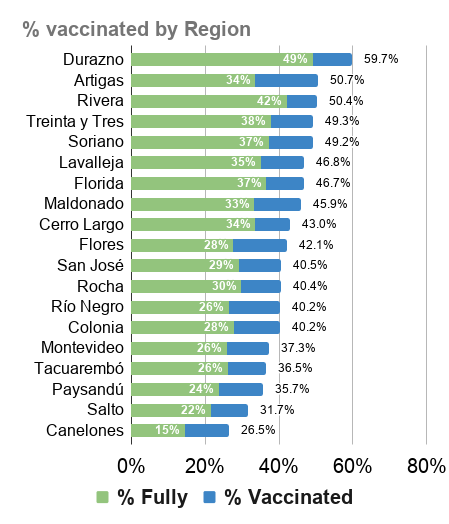 % vaccinated by Region
Durazno 49% 59.7%
Artigas 34% 50.7%
Rivera 42% 50.4%
Treinta y Tres 38% 49.3%
Soriano 37% 49.2%
Lavalleja 35% 46.8%
Florida 37% 46.7%
Maldonado 33% 45.9%
Cerro Largo 34% 43.0%
Flores 28% 42.1%
San José 29% 40.5%
Rocha 30% 40.4%
Río Negro 26% 40.2%
Colonia 28% 40.2%
Montevideo 26% 37.3%
Tacuarembó 26% 36.5%
Paysandú 24% 35.7%
Salto 22% 31.7%
Canelones 15% 26.5%
0% 20% 40% 60% 80%
% Fully % Vaccinated